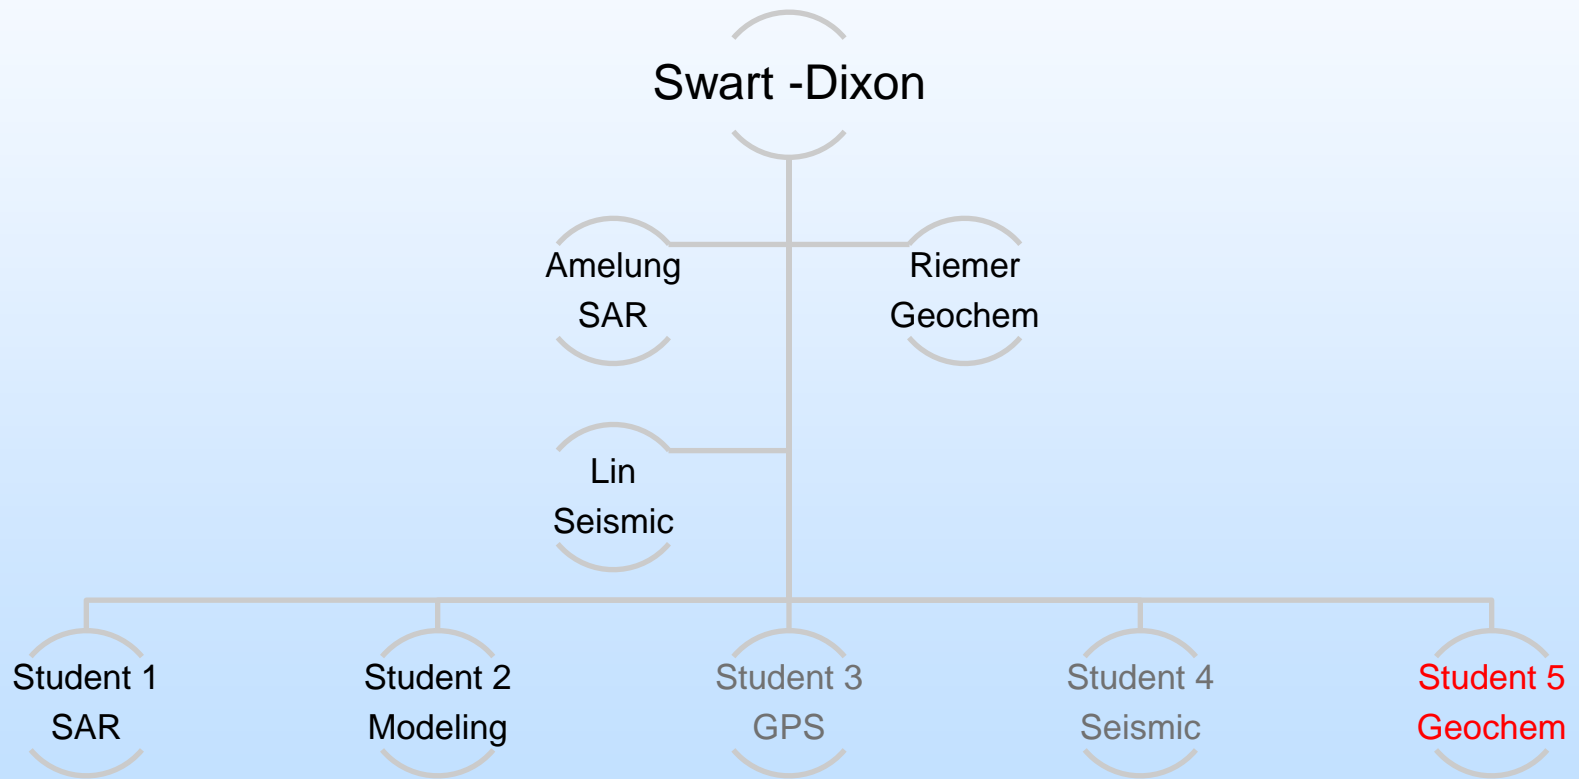 Swart -Dixon
Amelung
SAR
Riemer
Geochem
Lin
Seismic
Student 1
SAR
Student 2
Modeling
Student 3
GPS
Student 4
Seismic
Student 5
Geochem